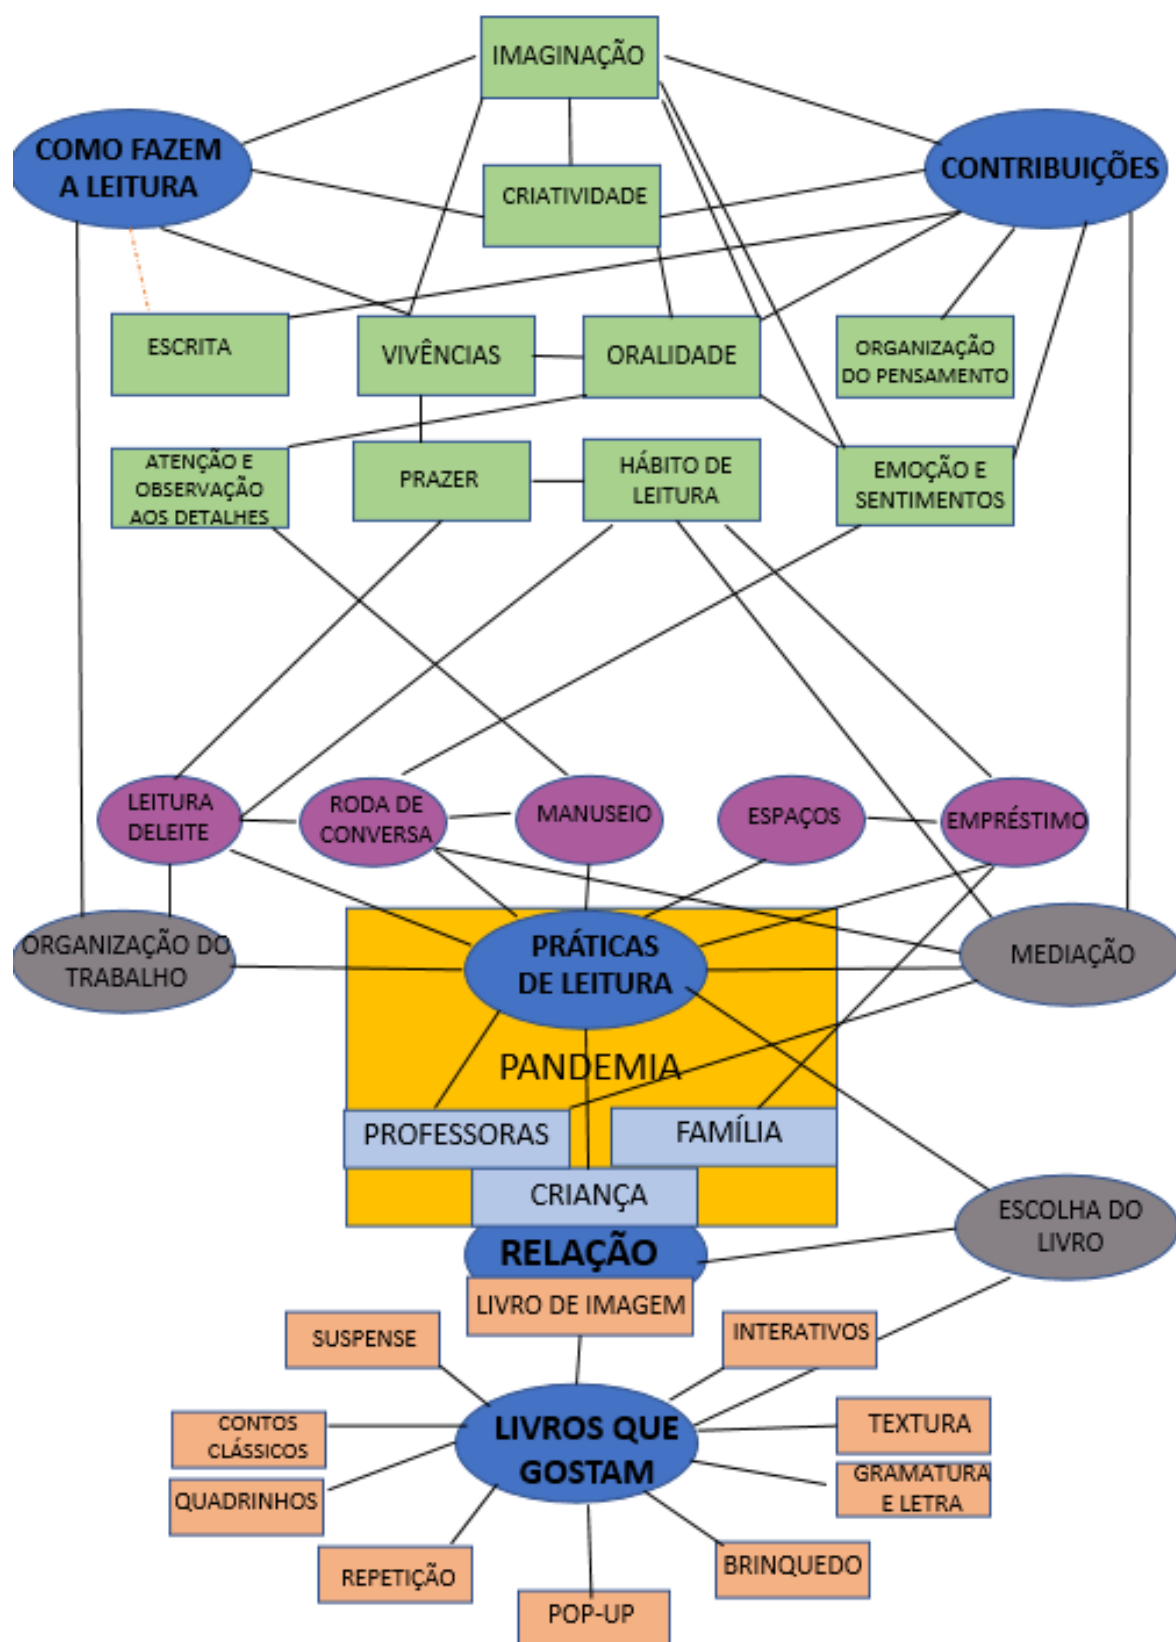 IMAGINAÇÃO
COMO FAZEM
A LEITURA
CONTRIBUIÇÕES
CRIATIVIDADE
ESCRITA
VIVÊNCIAS
ORALIDADE
ORGANIZAÇÃO
DO PENSAMENTO
ATENÇÃO E
OBSERVAÇÃO
AOS DETALHES
PRAZER
HÁBITO DE
LEITURA
EMOÇÃO E
SENTIMENTOS
LEITURA
DELEITE
RODA DE
CONVERSA
MANUSEIO
ESPAÇOS
EMPRÉSTIMO
ORGANIZAÇÃO DO
TRABALHO
PRÁTICAS
DE LEITURA
MEDIAÇÃO
PANDEMIA
PROFESSORAS
FAMÍLIA
CRIANÇA
ESCOLHA DO
LIVRO
RELAÇÃO
LIVRO DE IMAGEM
SUSPENSE
INTERATIVOS
CONTOS
CLÁSSICOS
LIVROS QUE
GOSTAM
TEXTURA
QUADRINHOS
GRAMATURA
E LETRA
REPETIÇÃO
BRINQUEDO
POP-UP